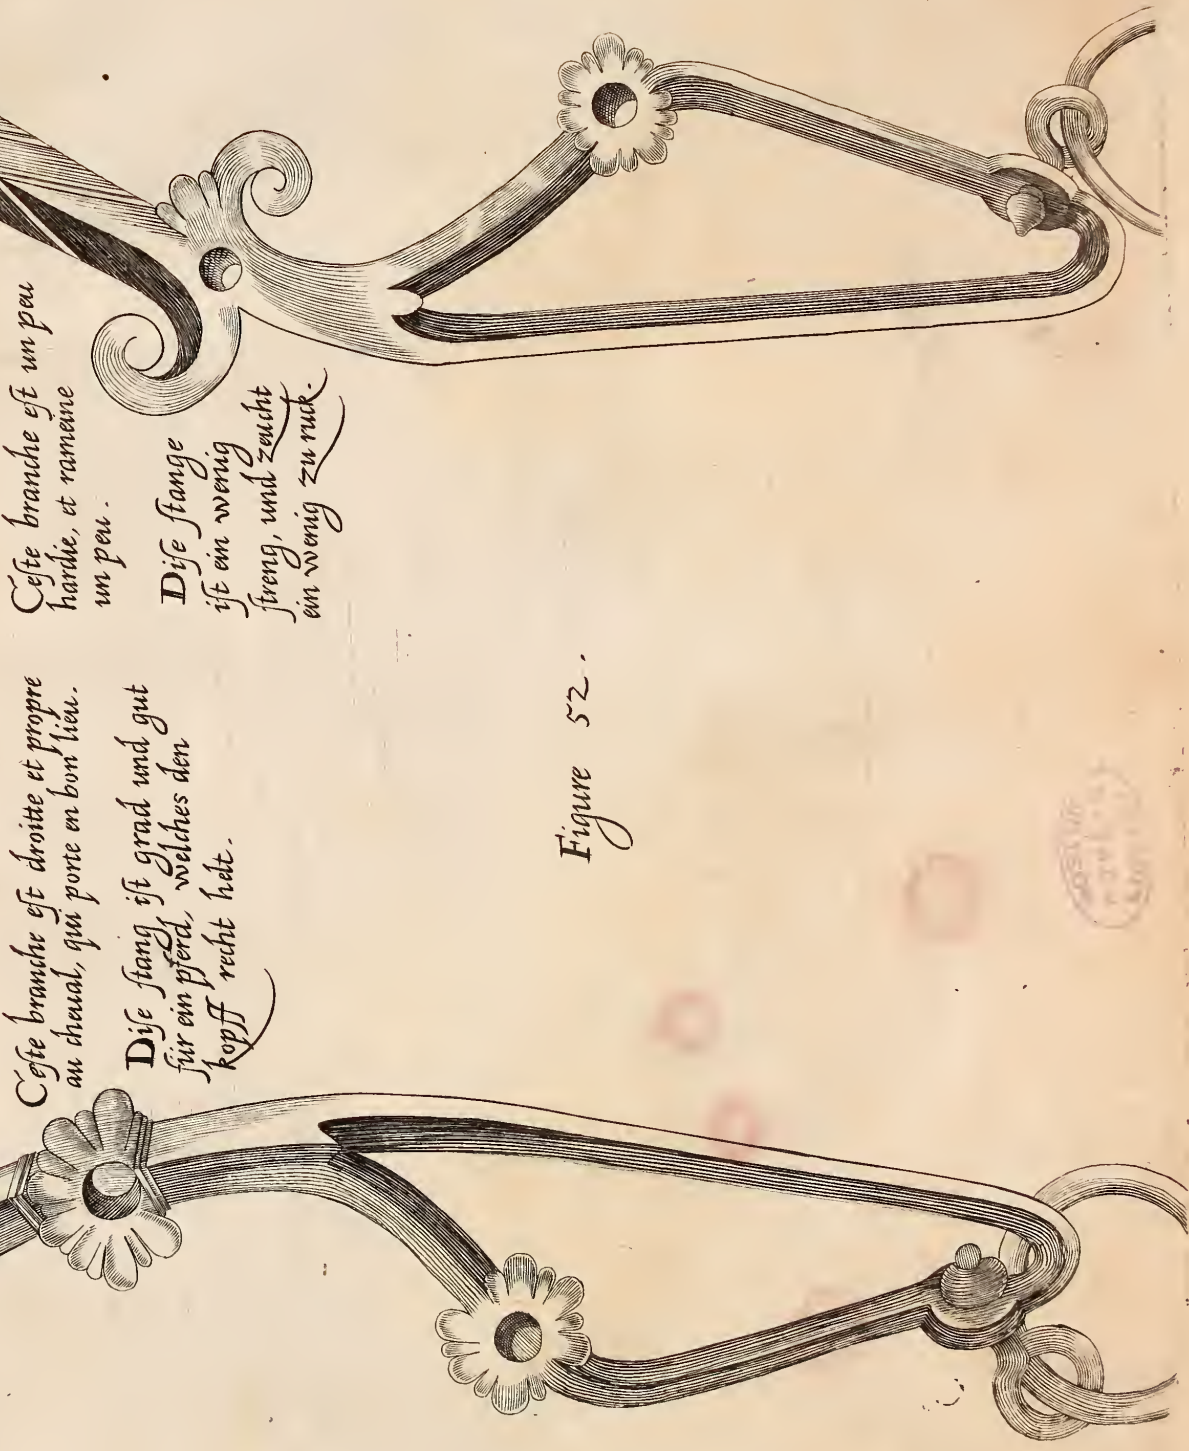 Ceſte branche eſt droitte et propre
au cheual, qui porte en bon lieu.
Diſe ſtang iſt grad und gut
für ein pferd, welches den
kopff recht helt.
Ceſte branche eſt un peu
hardie, et rameine
un peu.
Diſe ſtange
iſt ein wenig
ſtreng, und zeucht
ein wenig zu ruck.
Figure 52.